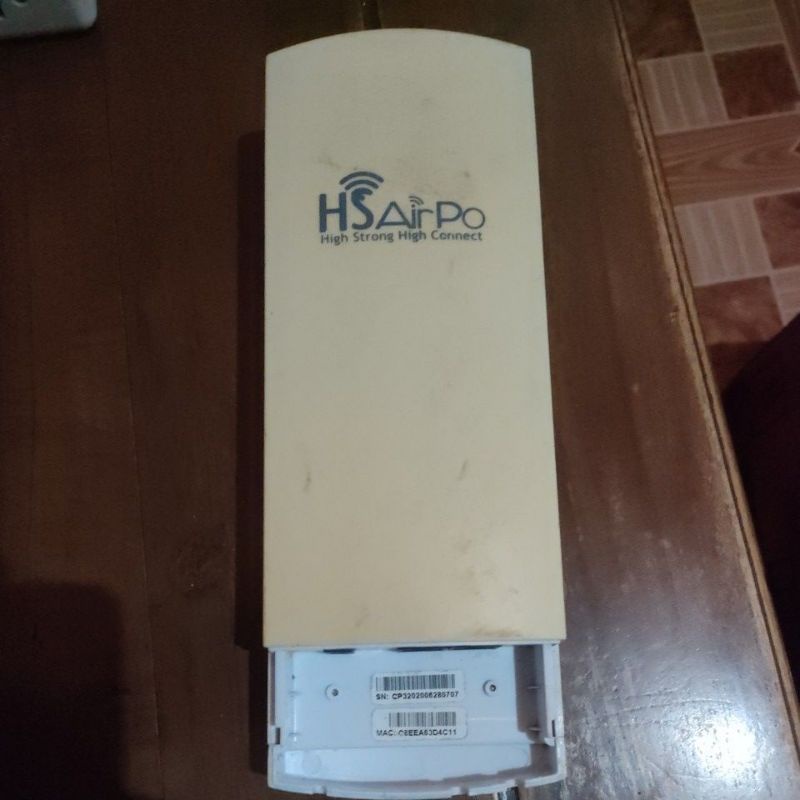 HSAirPo
High Strong High Connect
SN: CP3202006280707
MAC: C8EEA63D4C11